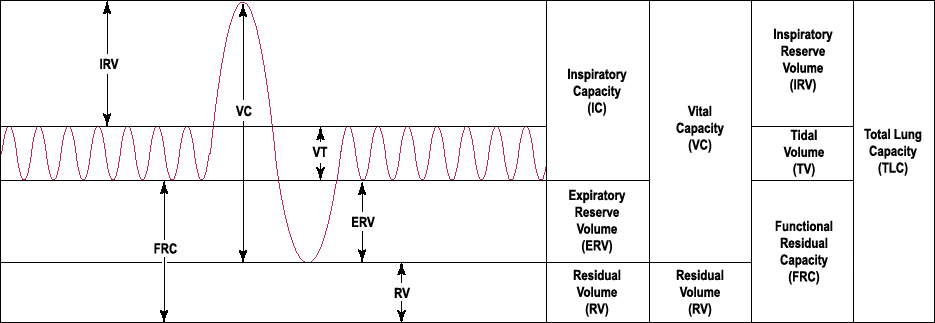 IRV
VC
VT
ERV
FRC
RV
Inspiratory
Capacity
(IC)
Expiratory
Reserve
Volume
(ERV)
Residual
Volume
(RV)
Vital
Capacity
(VC)
Residual
Volume
(RV)
Inspiratory
Reserve
Volume
(IRV)
Tidal
Volume
(TV)
Functional
Residual
Capacity
(FRC)
Total Lung
Capacity
(TLC)